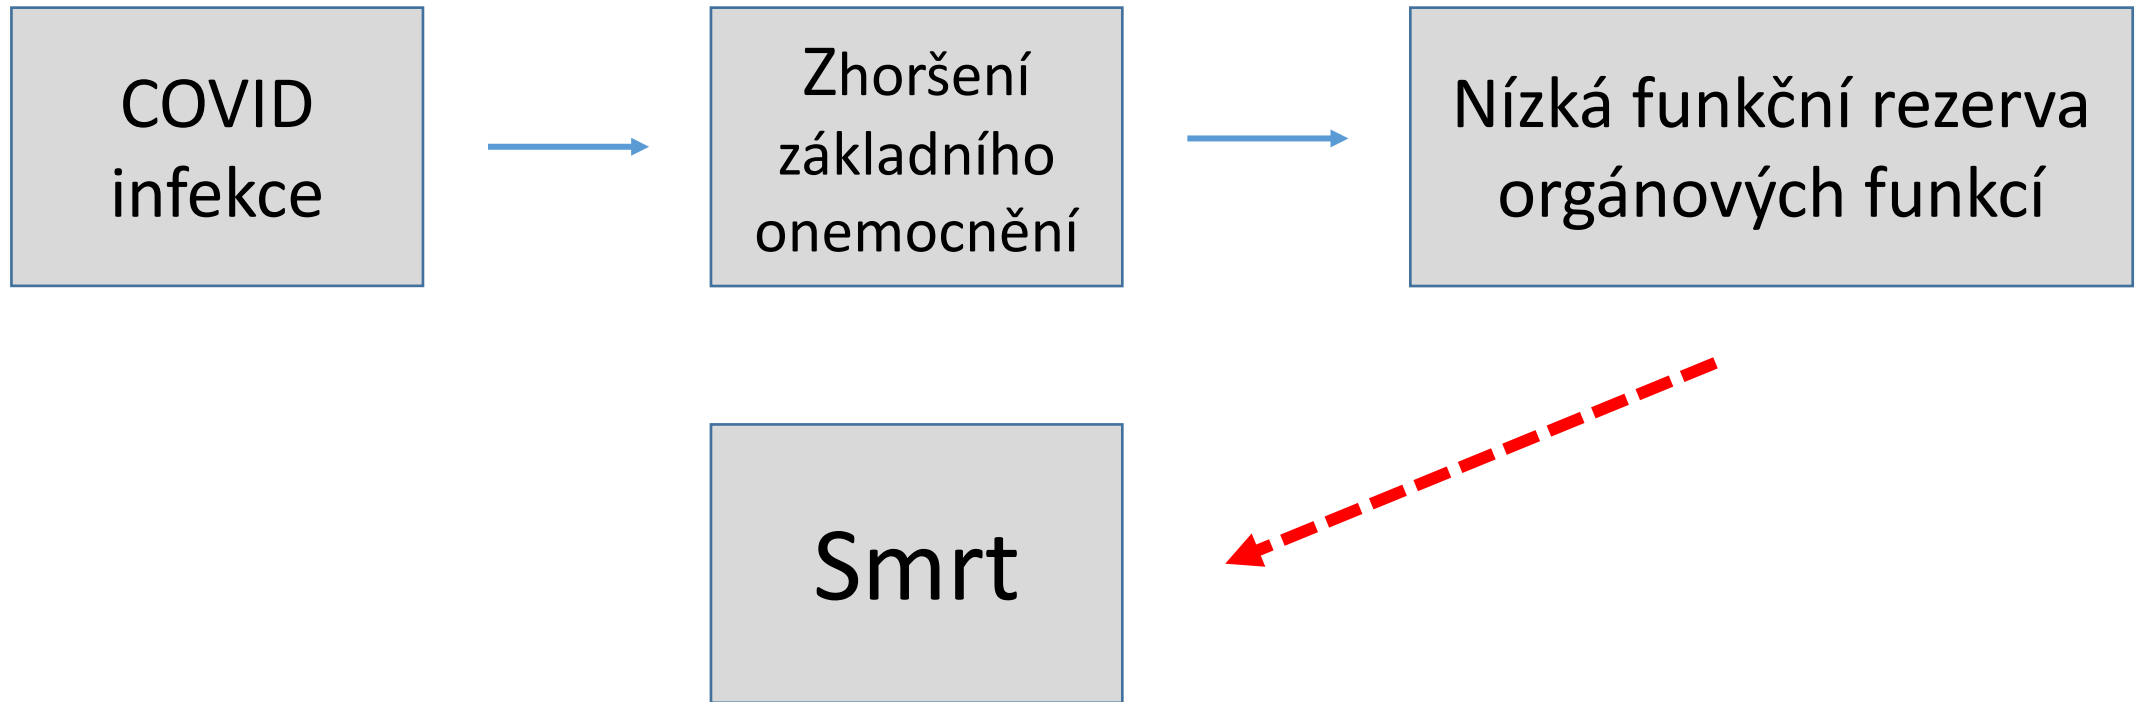 COVID
infekce
Zhoršení
základního
onemocnění
Nízká funkční rezerva
orgánových funkcí
Smrt